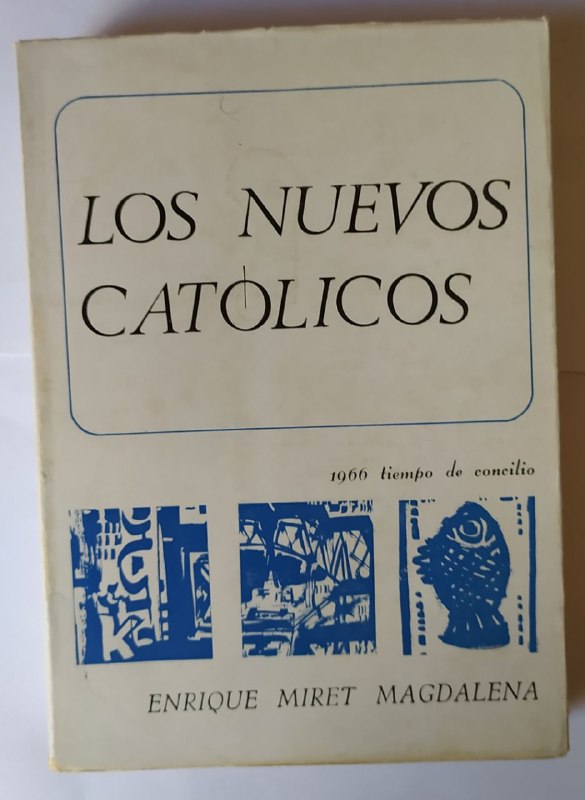 LOS NUEVOS
CATÓLICOS
1966 tiempo de concilio
ENRIQUE MIRET MAGDALENA